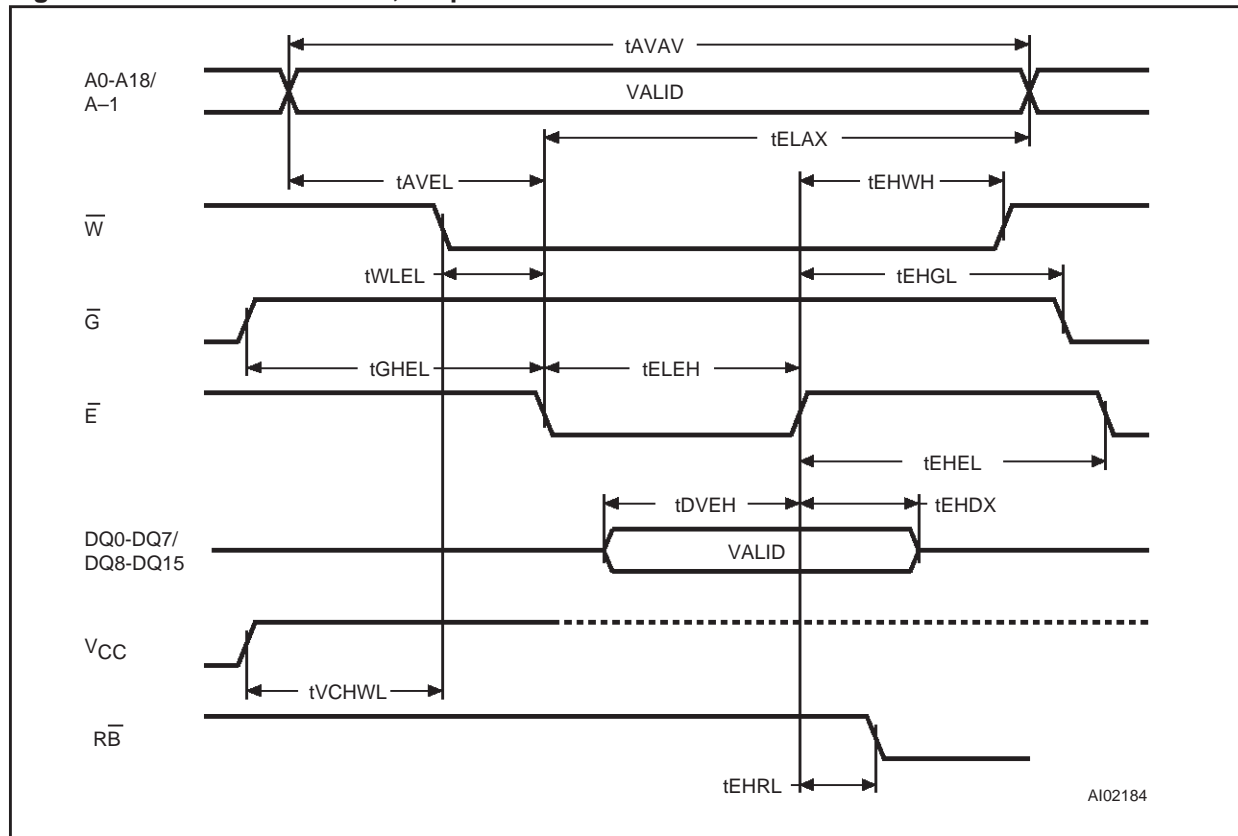 tAVAV
A0-A18/
A–1
VALID
tELAX
tAVEL
tEHWH
W̅
tWLEL
tEHGL
G̅
tGHEL
tELEH
E̅
tEHEL
tDVEH
tEHDX
DQ0-DQ7/
DQ8-DQ15
VALID
VCC
tVCHWL
RB̅
tEHRL
AI02184